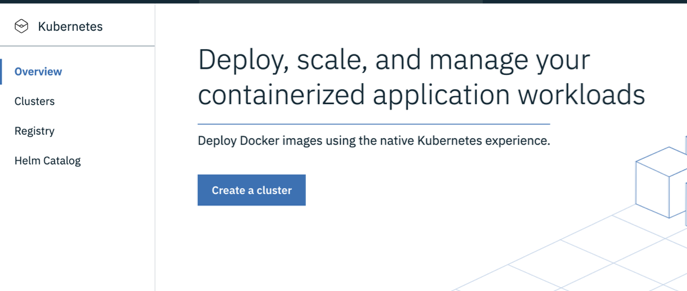 Kubernetes
Overview
Clusters
Registry
Helm Catalog
Deploy, scale, and manage your
containerized application workloads
Deploy Docker images using the native Kubernetes experience.
Create a cluster